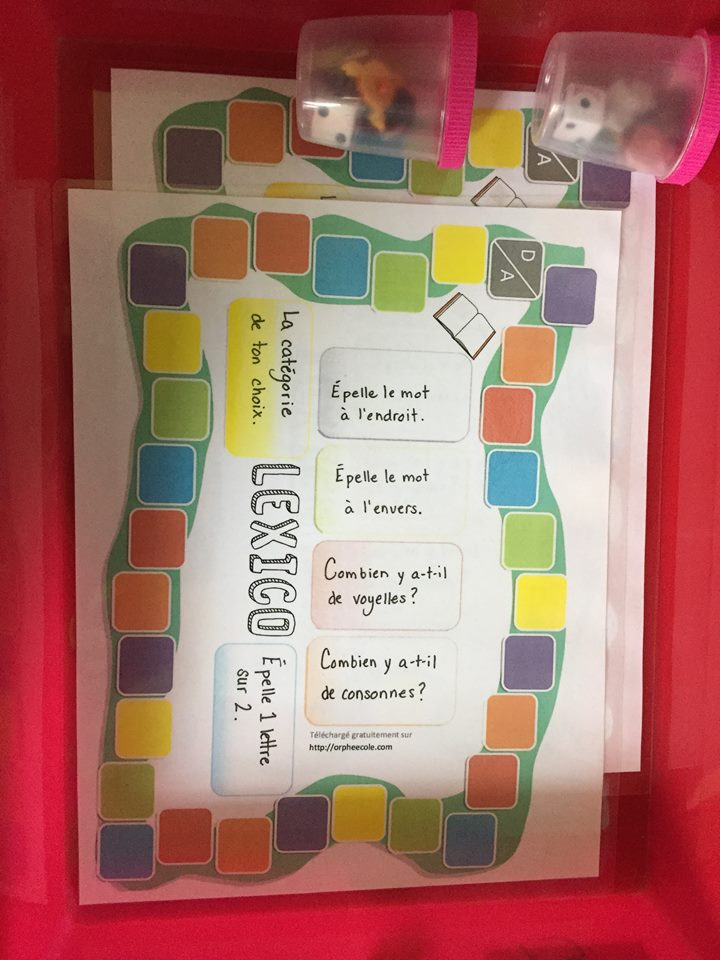 D
A
A
La catégorie
de ton choix.
Épelle le mot
à l'endroit.
Épelle le mot
à l'envers.
LEXICO
Combien y a-t-il
de voyelles?
Combien y a-t-il
de consonnes?
Épelle 1 lettre
sur 2.
Téléchargé gratuitement sur
http://orpheecole.com